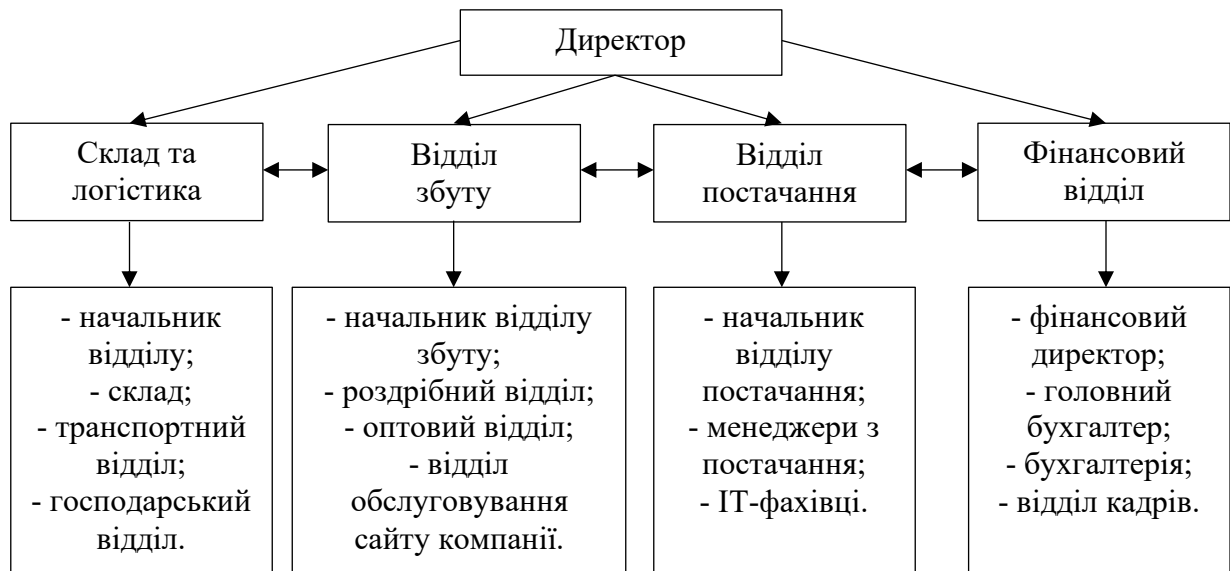 Директор
Склад та
логістика
Відділ
збуту
Відділ
постачання
Фінансовий
відділ
- начальник
відділу;
- склад;
- транспортний
відділ;
- господарський
відділ.
- начальник відділу
збуту;
- роздрібний відділ;
- оптовий відділ;
- відділ
обслуговування
сайту компанії.
- начальник
відділу
постачання;
- менеджери з
постачання;
- ІТ-фахівці.
- фінансовий
директор;
- головний
бухгалтер;
- бухгалтерія;
- відділ кадрів.